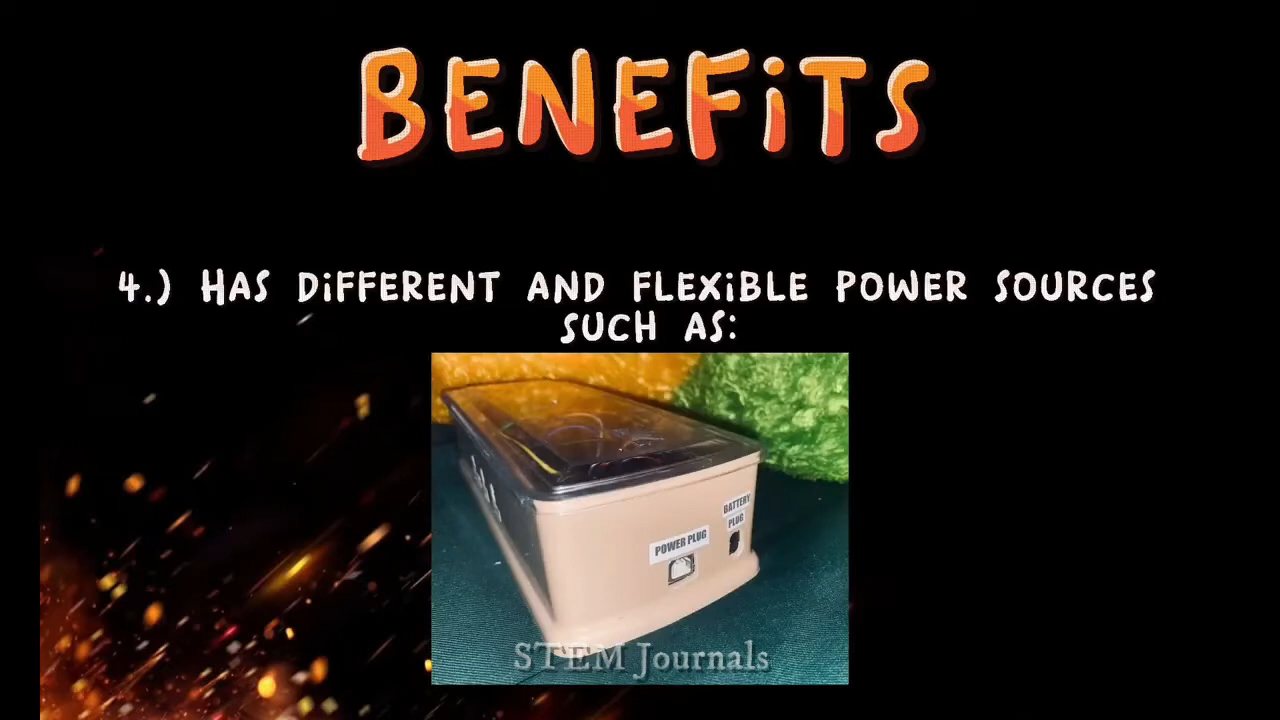 BENEFiTS
4.) HAS DiFFERENT AND FLEXiBLE POWER SOURCES
SUCH AS:
BATTERY
PLUG
POWER PLUG
STEM Journals